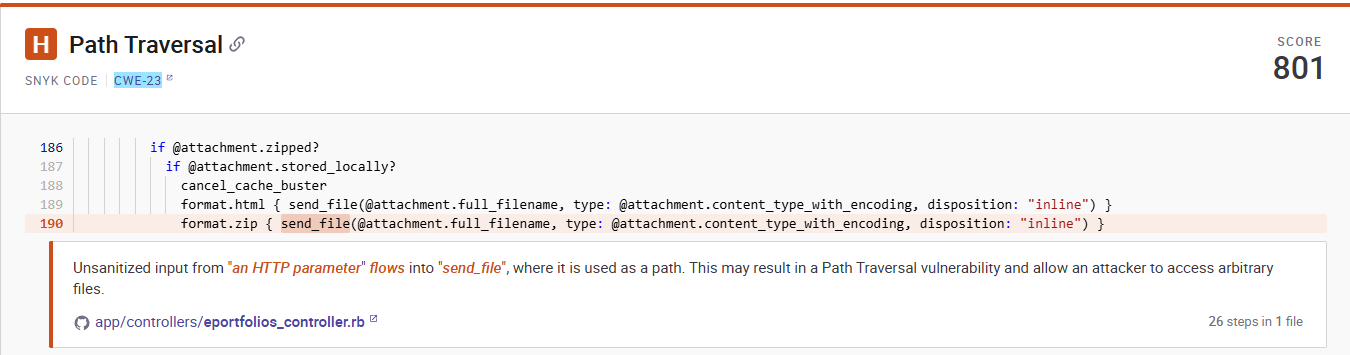 H Path Traversal
SCORE
801
SNYK CODE CWE-23
186 if @attachment.zipped?
187 if @attachment.stored_locally?
188 cancel_cache_buster
189 format.html { send_file(@attachment.full_filename, type: @attachment.content_type_with_encoding, disposition: "inline") }
190 format.zip { send_file(@attachment.full_filename, type: @attachment.content_type_with_encoding, disposition: "inline") }
Unsanitized input from "an HTTP parameter" flows into "send_file", where it is used as a path. This may result in a Path Traversal vulnerability and allow an attacker to access arbitrary
files.
app/controllers/eportfolios_controller.rb
26 steps in 1 file